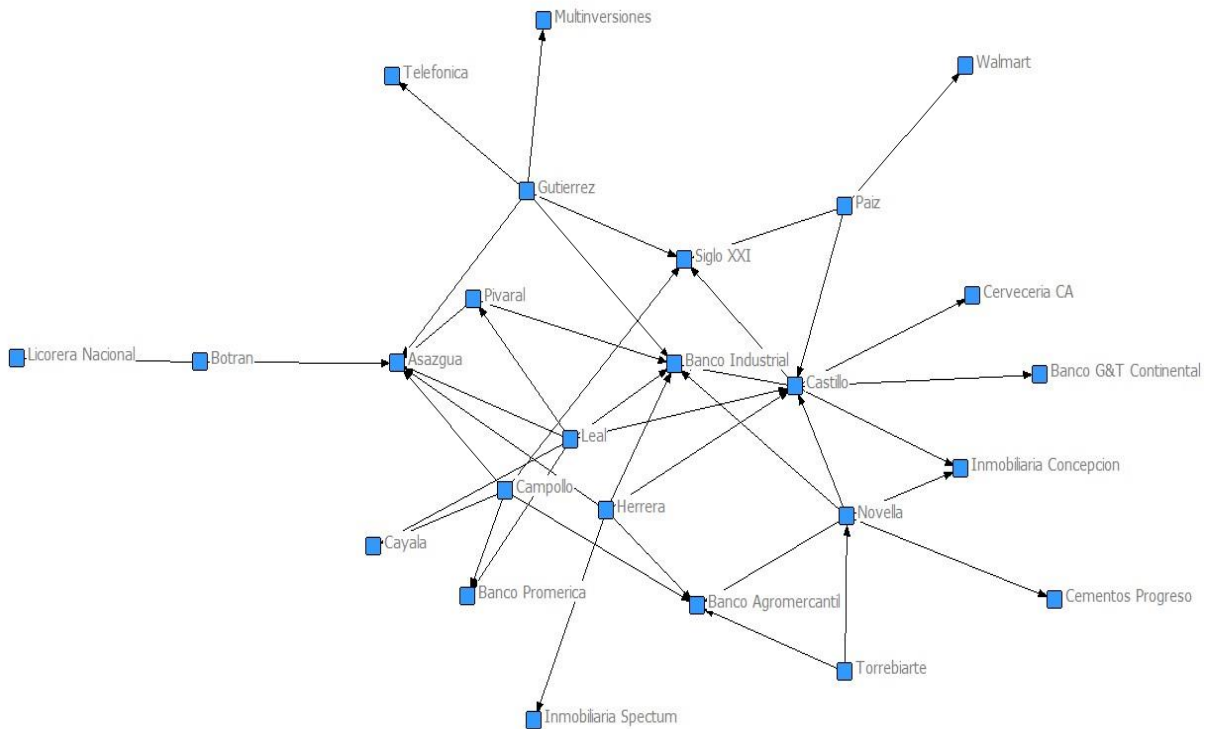 Multinversiones
Walmart
Telefonica
Gutierrez
Paiz
Siglo XXI
Cerveceria CA
Pivaral
Licorera Nacional
Botran
Asazgua
Banco Industrial
Banco G&T Continental
Castillo
Leal
Inmobiliaria Concepcion
Campollo
Herrera
Novella
Cayala
Banco Promerica
Banco Agromercantil
Cementos Progreso
Torrebiarte
Inmobiliaria Spectum